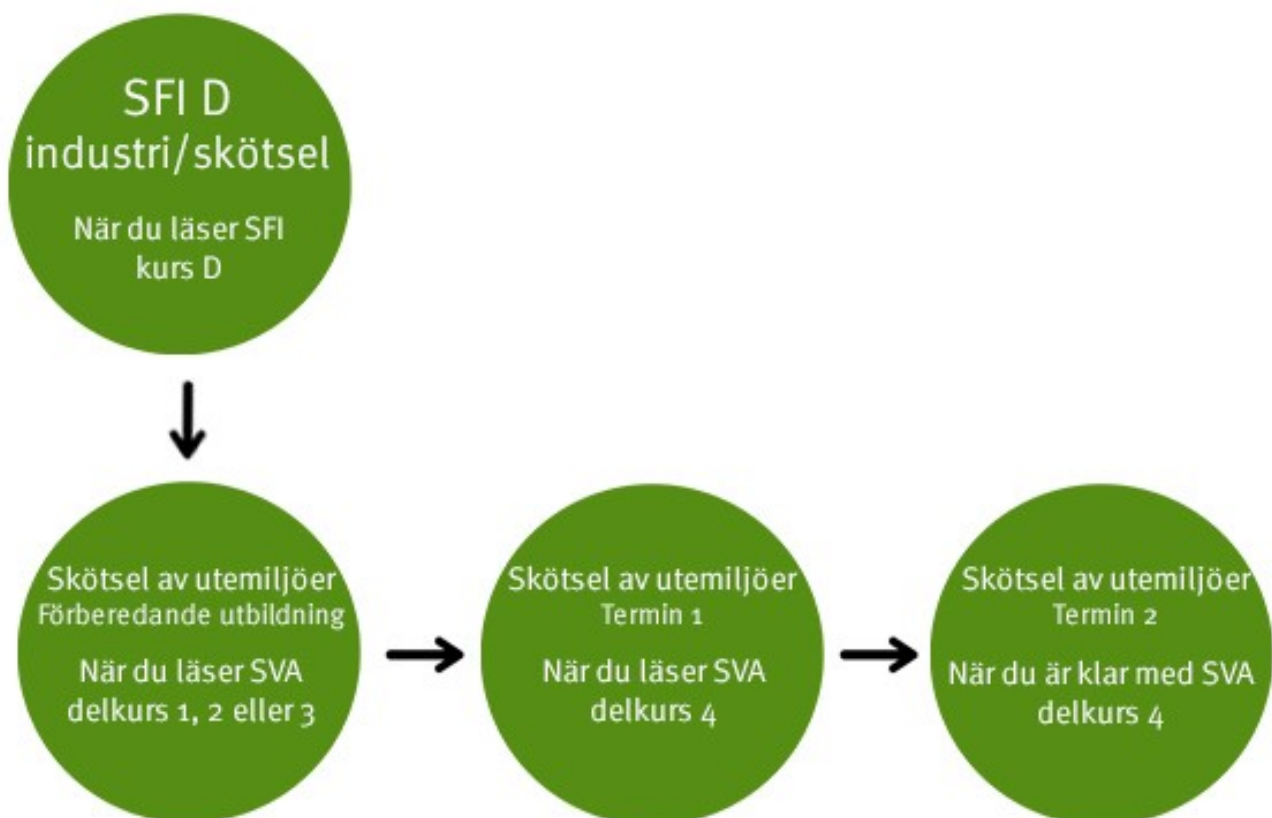 SFI D
industri/skötsel
När du läser SFI
kurs D
Skötsel av utemiljöer
Förberedande utbildning
När du läser SVA
delkurs 1, 2 eller 3
Skötsel av utemiljöer
Termin 1
När du läser SVA
delkurs 4
Skötsel av utemiljöer
Termin 2
När du är klar med SVA
delkurs 4